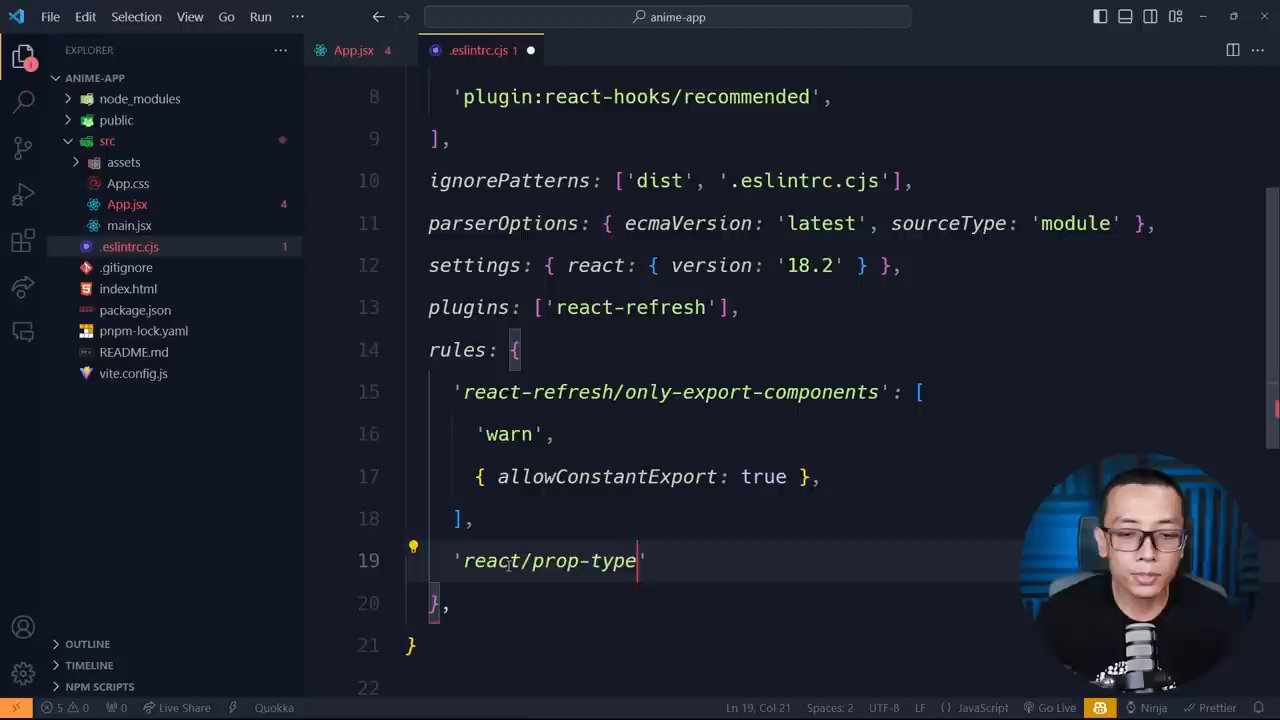 File Edit Selection View Go Run ···
anime-app
EXPLORER
ANIME-APP
node_modules
public
src
assets
App.css
App.jsx 4
main.jsx
.eslintrc.cjs 1
.gitignore
index.html
package.json
pnpm-lock.yaml
README.md
vite.config.js
OUTLINE
TIMELINE
NPM SCRIPTS
1
App.jsx 4
.eslintrc.cjs 1
8 'plugin:react-hooks/recommended',
9 ],
10 ignorePatterns: ['dist', '.eslintrc.cjs'],
11 parserOptions: { ecmaVersion: 'latest', sourceType: 'module' },
12 settings: { react: { version: '18.2' } },
13 plugins: ['react-refresh'],
14 rules: {
15 'react-refresh/only-export-components': [
16 'warn',
17 { allowConstantExport: true },
18 ],
19 'react/prop-type'
20 },
21 }
22
5 0 0 Live Share Quokka Ln 19, Col 21 Spaces: 2 UTF-8 LF {} JavaScript Go Live Ninja Prettier